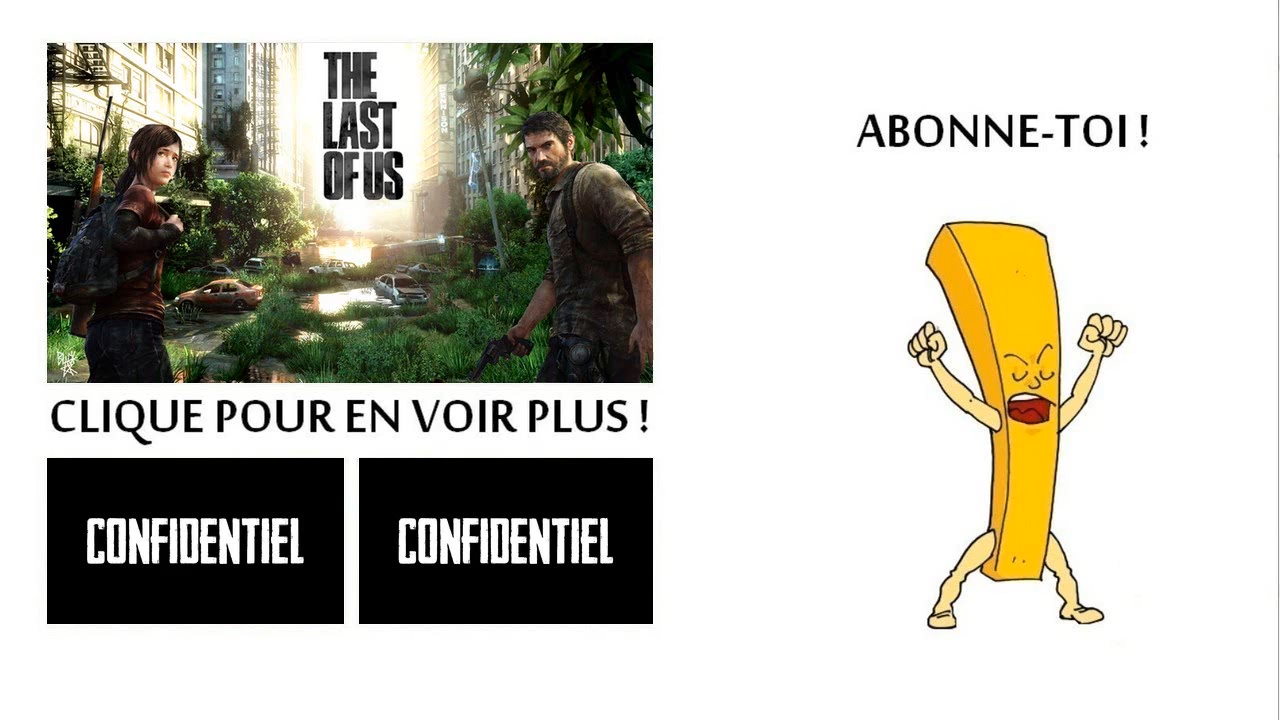 THE
LAST
OF US
ABONNE-TOI !
CLIQUE POUR EN VOIR PLUS !
CONFIDENTIEL
CONFIDENTIEL